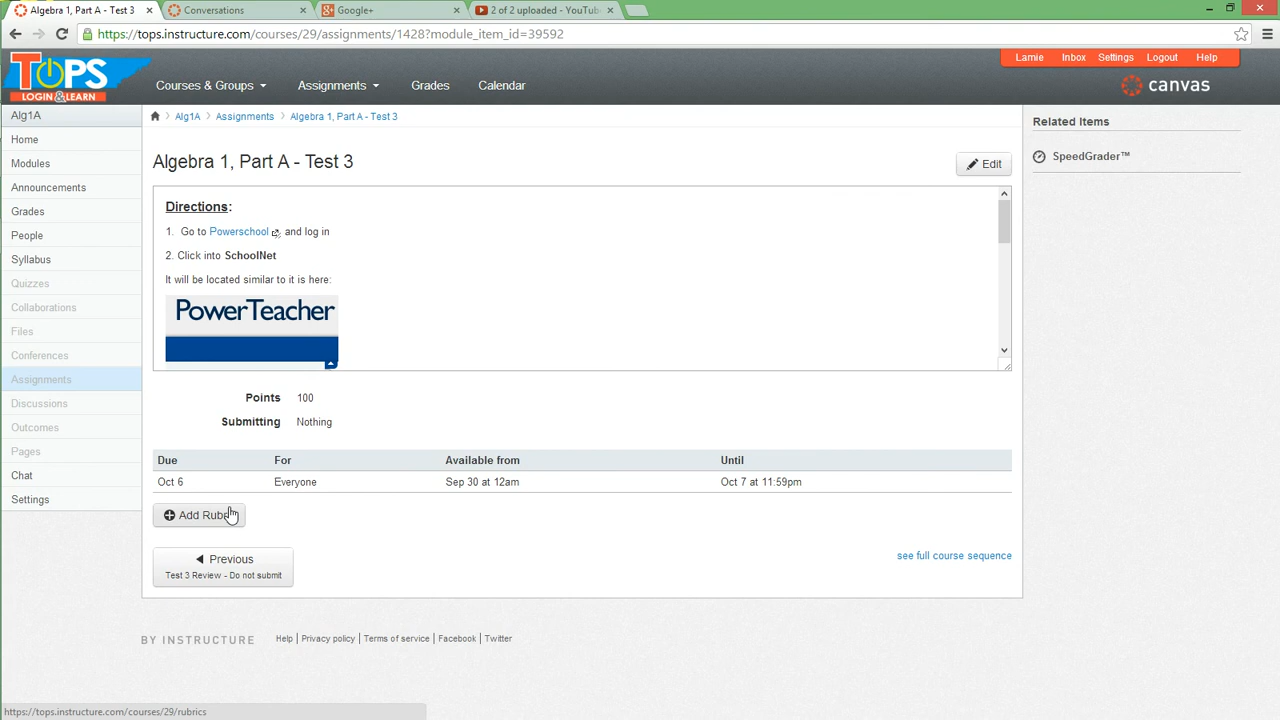 Algebra 1, Part A - Test 3
Conversations
Google+
2 of 2 uploaded - YouTub
https://tops.instructure.com/courses/29/assignments/1428?module_item_id=39592
TOPS
LOGIN & LEARN
Courses & Groups
Assignments
Grades
Calendar
Lamie
Inbox
Settings
Logout
Help
canvas
Alg1A
Home
Modules
Announcements
Grades
People
Syllabus
Quizzes
Collaborations
Files
Conferences
Assignments
Discussions
Outcomes
Pages
Chat
Settings
Alg1A
Assignments
Algebra 1, Part A - Test 3
Algebra 1, Part A - Test 3
Edit
Directions:
1. Go to Powerschool and log in
2. Click into SchoolNet
It will be located similar to it is here:
PowerTeacher
Points 100
Submitting Nothing
Due For Available from Until
Oct 6 Everyone Sep 30 at 12am Oct 7 at 11:59pm
Add Rubric
Previous
Test 3 Review - Do not submit
see full course sequence
Related Items
SpeedGrader™
BY INSTRUCTURE
Help | Privacy policy | Terms of service | Facebook | Twitter
https://tops.instructure.com/courses/29/rubrics